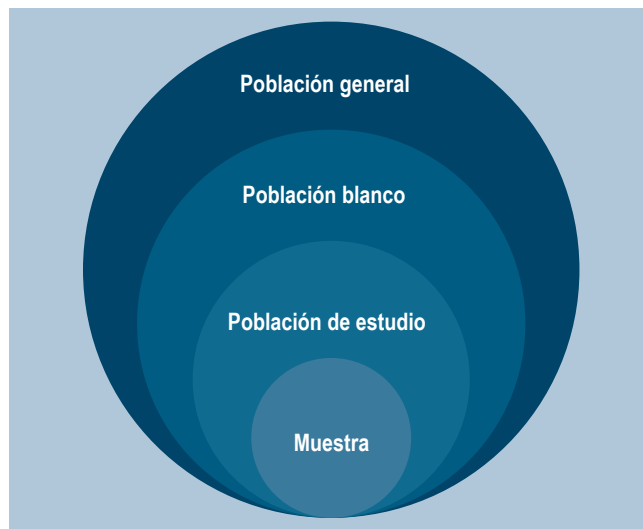 Población general
Población blanco
Población de estudio
Muestra